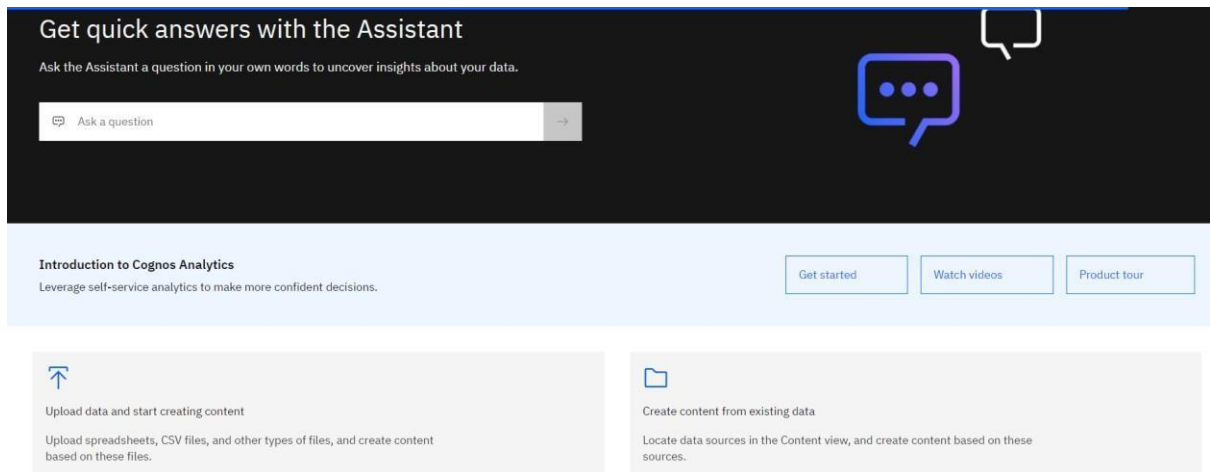 Get quick answers with the Assistant
Ask the Assistant a question in your own words to uncover insights about your data.
Ask a question
Introduction to Cognos Analytics
Leverage self-service analytics to make more confident decisions.
Get started
Watch videos
Product tour
Upload data and start creating content
Upload spreadsheets, CSV files, and other types of files, and create content
based on these files.
Create content from existing data
Locate data sources in the Content view, and create content based on these
sources.